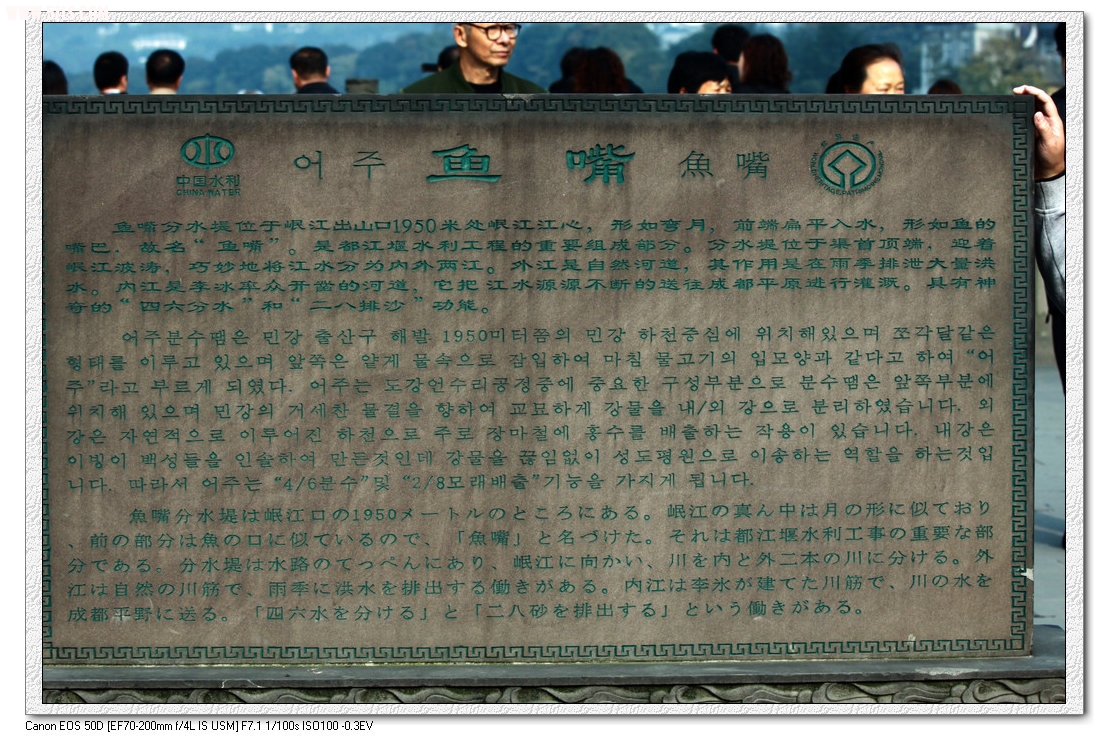 中国水利
CHINA WATER
어주 鱼嘴 魚嘴
WORLD HERITAGE PATRIMOINE
鱼嘴分水堤位于岷江出山口1950米处岷江江心，形如弯月，前端扁平入水，形如鱼的
嘴巴，故名“鱼嘴”。是都江堰水利工程的重要组成部分。分水堤位于渠首顶端，迎着
岷江波涛，巧妙地将江水分为内外两江。外江是自然河道，其作用是在雨季排泄大量洪
水。内江是李冰率众开凿的河道，它把江水源源不断的送往成都平原进行灌溉。具有神
奇的“四六分水”和“二八排沙”功能。
어주분수땜은 민강 출산구 해발 1950미터쯤의 민강 하천중심에 위치해있으며 쪼각달같은
형태를 이루고 있으며 앞쪽은 얕게 물속으로 잠입하여 마침 물고기의 입모양과 같다고 하여 “어
주”라고 부르게 되였다. 어주는 도강언수리공정중에 중요한 구성부분으로 분수땜은 앞쪽부분에
위치해 있으며 민강의 거세찬 물결을 향하여 교묘하게 강물을 내/외 강으로 분리하였습니다. 외
강은 자연적으로 이루어진 하천으로 주로 장마철에 홍수를 배출하는 작용이 있습니다. 내강은
이빙이 백성들을 인솔하여 만든것인데 강물을 끊임없이 성도평원으로 이송하는 역할을 하는것입
니다. 따라서 어주는 “4/6분수”및 “2/8모래배출”기능을 가지게 됩니다.
魚嘴分水堤は岷江口の1950メートルのところにある。岷江の真ん中は月の形に似ており
、前の部分は魚の口に似ているので、「魚嘴」と名づけた。それは都江堰水利工事の重要な部
分である。分水堤は水路のてっぺんにあり、岷江に向かい、川を内と外二本の川に分ける。外
江は自然の川筋で、雨季に洪水を排出する働きがある。内江は李氷が建てた川筋で、川の水を
成都平野に送る。「四六水を分ける」と「二八砂を排出する」という働きがある。
Canon EOS 50D [EF70-200mm f/4L IS USM] F7.1 1/100s ISO100 -0.3EV